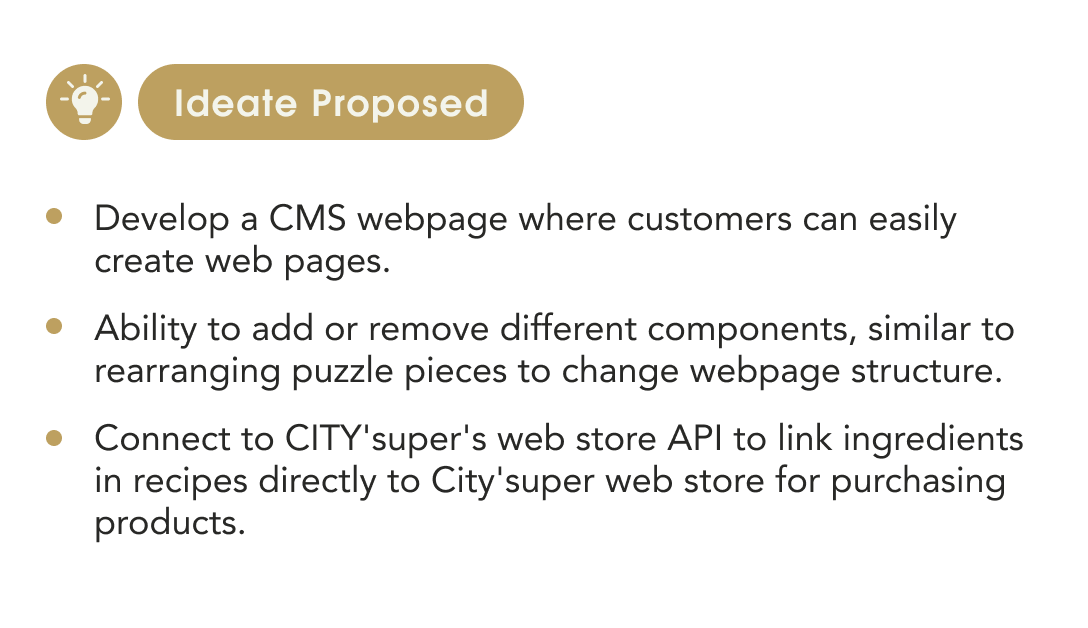 Ideate Proposed
Develop a CMS webpage where customers can easily
create web pages.
Ability to add or remove different components, similar to
rearranging puzzle pieces to change webpage structure.
Connect to CITY'super's web store API to link ingredients
in recipes directly to City'super web store for purchasing
products.